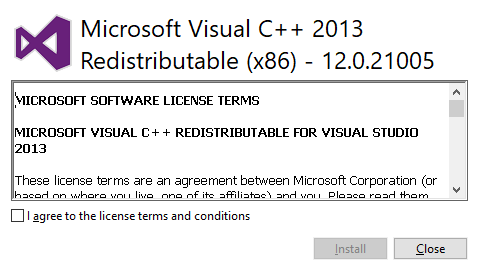 Microsoft Visual C++ 2013
Redistributable (x86) - 12.0.21005
MICROSOFT SOFTWARE LICENSE TERMS
MICROSOFT VISUAL C++ REDISTRIBUTABLE FOR VISUAL STUDIO
2013
These license terms are an agreement between Microsoft Corporation (or
based on where you live, one of its affiliates) and you. Please read them.
I agree to the license terms and conditions
Install
Close